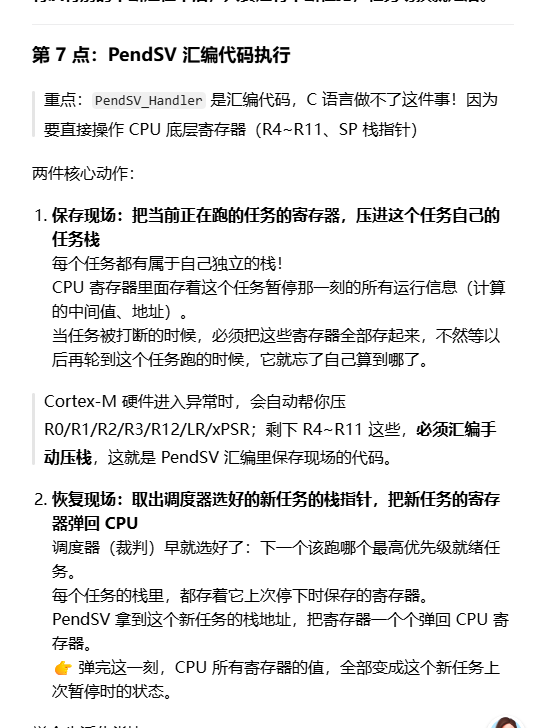 第 7 点：PendSV 汇编代码执行
重点：PendSV_Handler 是汇编代码，C 语言做不了这件事！因为
要直接操作 CPU 底层寄存器（R4~R11、SP 栈指针）
两件核心动作：
1. 保存现场：把当前正在跑的任务的寄存器，压进这个任务自己的
任务栈
每个任务都有属于自己独立的栈！
CPU 寄存器里面存着这个任务暂停那一刻的所有运行信息（计算
的中间值、地址）。
当任务被打断的时候，必须把这些寄存器全部存起来，不然等以
后再轮到这个任务跑的时候，它就忘了自己算到哪了。
Cortex-M 硬件进入异常时，会自动帮你压
R0/R1/R2/R3/R12/LR/xPSR；剩下 R4~R11 这些，必须汇编手
动压栈，这就是 PendSV 汇编里保存现场的代码。
2. 恢复现场：取出调度器选好的新任务的栈指针，把新任务的寄存
器弹回 CPU
调度器（裁判）早就选好了：下一个该跑哪个最高优先级就绪任
务。
每个任务的栈里，都存着它上次停下时保存的寄存器。
PendSV 拿到这个新任务的栈地址，把寄存器一个个弹回 CPU 寄
存器。
👉 弹完这一刻，CPU 所有寄存器的值，全部变成这个新任务上
次暂停时的状态。